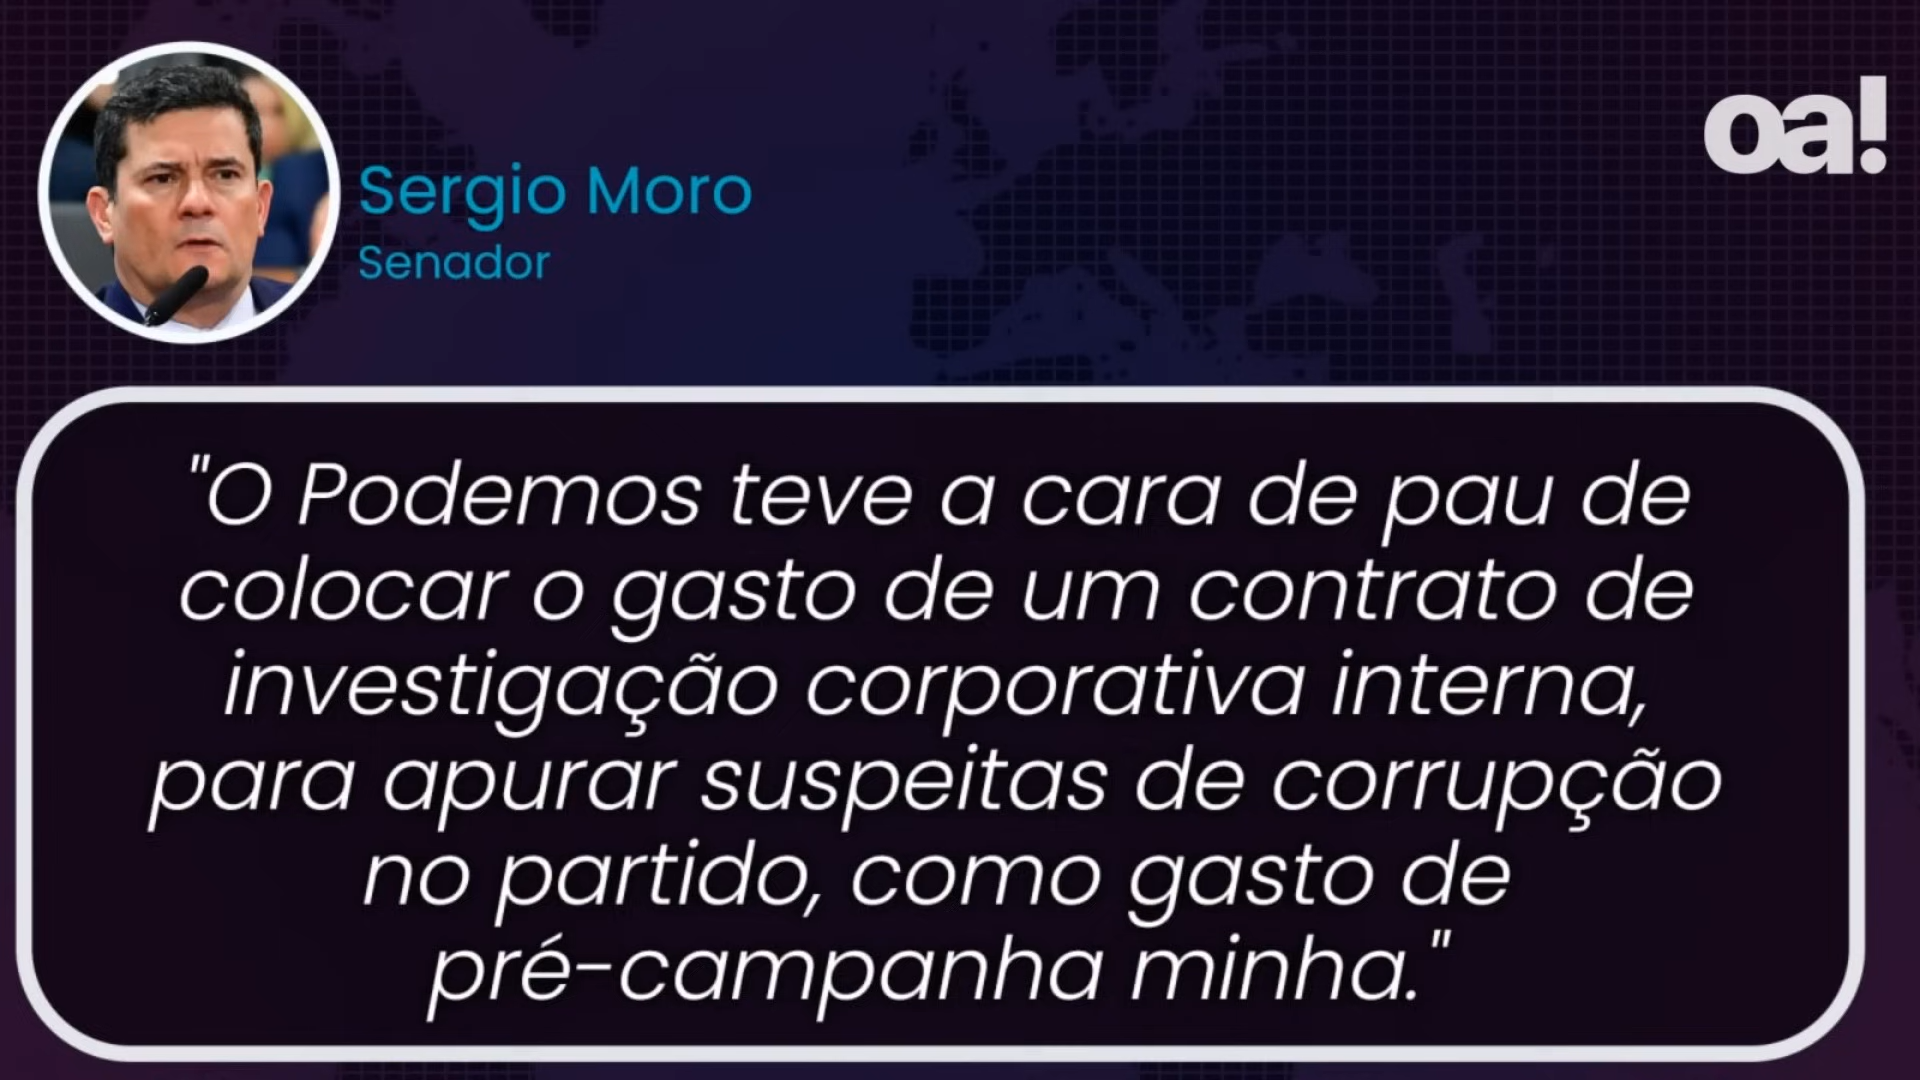 oa!
Sergio Moro
Senador
"O Podemos teve a cara de pau de
colocar o gasto de um contrato de
investigação corporativa interna,
para apurar suspeitas de corrupção
no partido, como gasto de
pré-campanha minha."